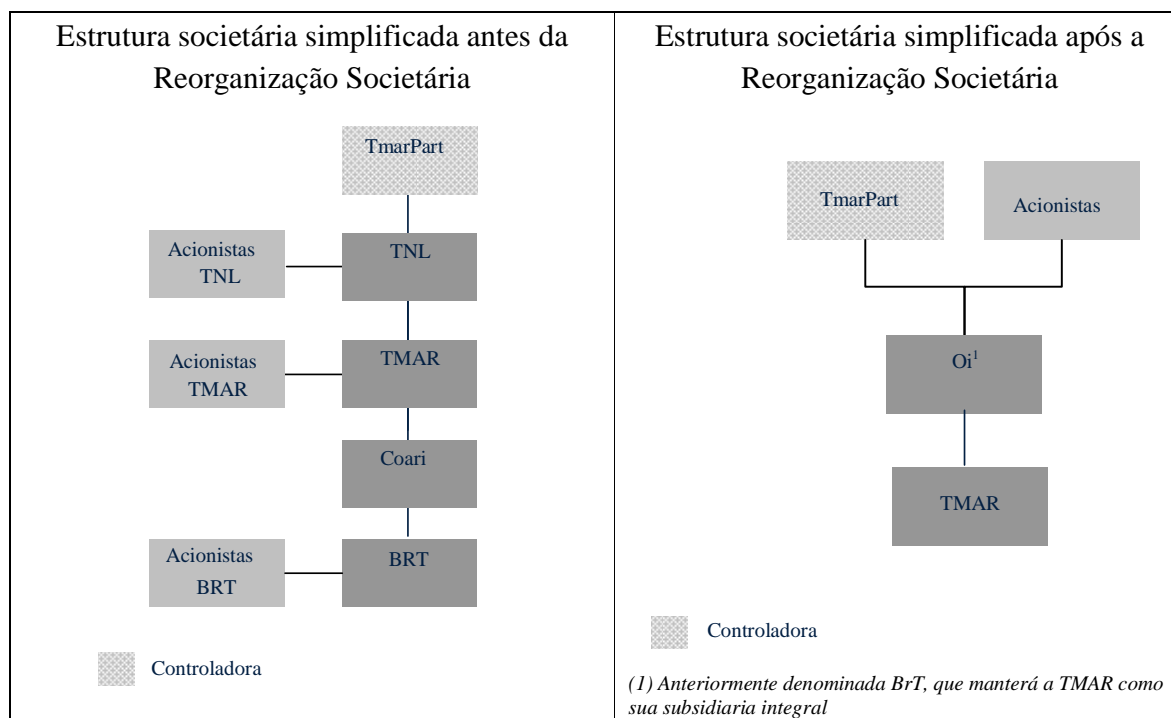 Estrutura societária simplificada antes da
Reorganização Societária
TmarPart
Acionistas
TNL
TNL
Acionistas
TMAR
TMAR
Coari
Acionistas
BRT
BRT
Controladora
Estrutura societária simplificada após a
Reorganização Societária
TmarPart
Acionistas
Oi¹
TMAR
Controladora
(1) Anteriormente denominada BrT, que manterá a TMAR como
sua subsidiaria integral